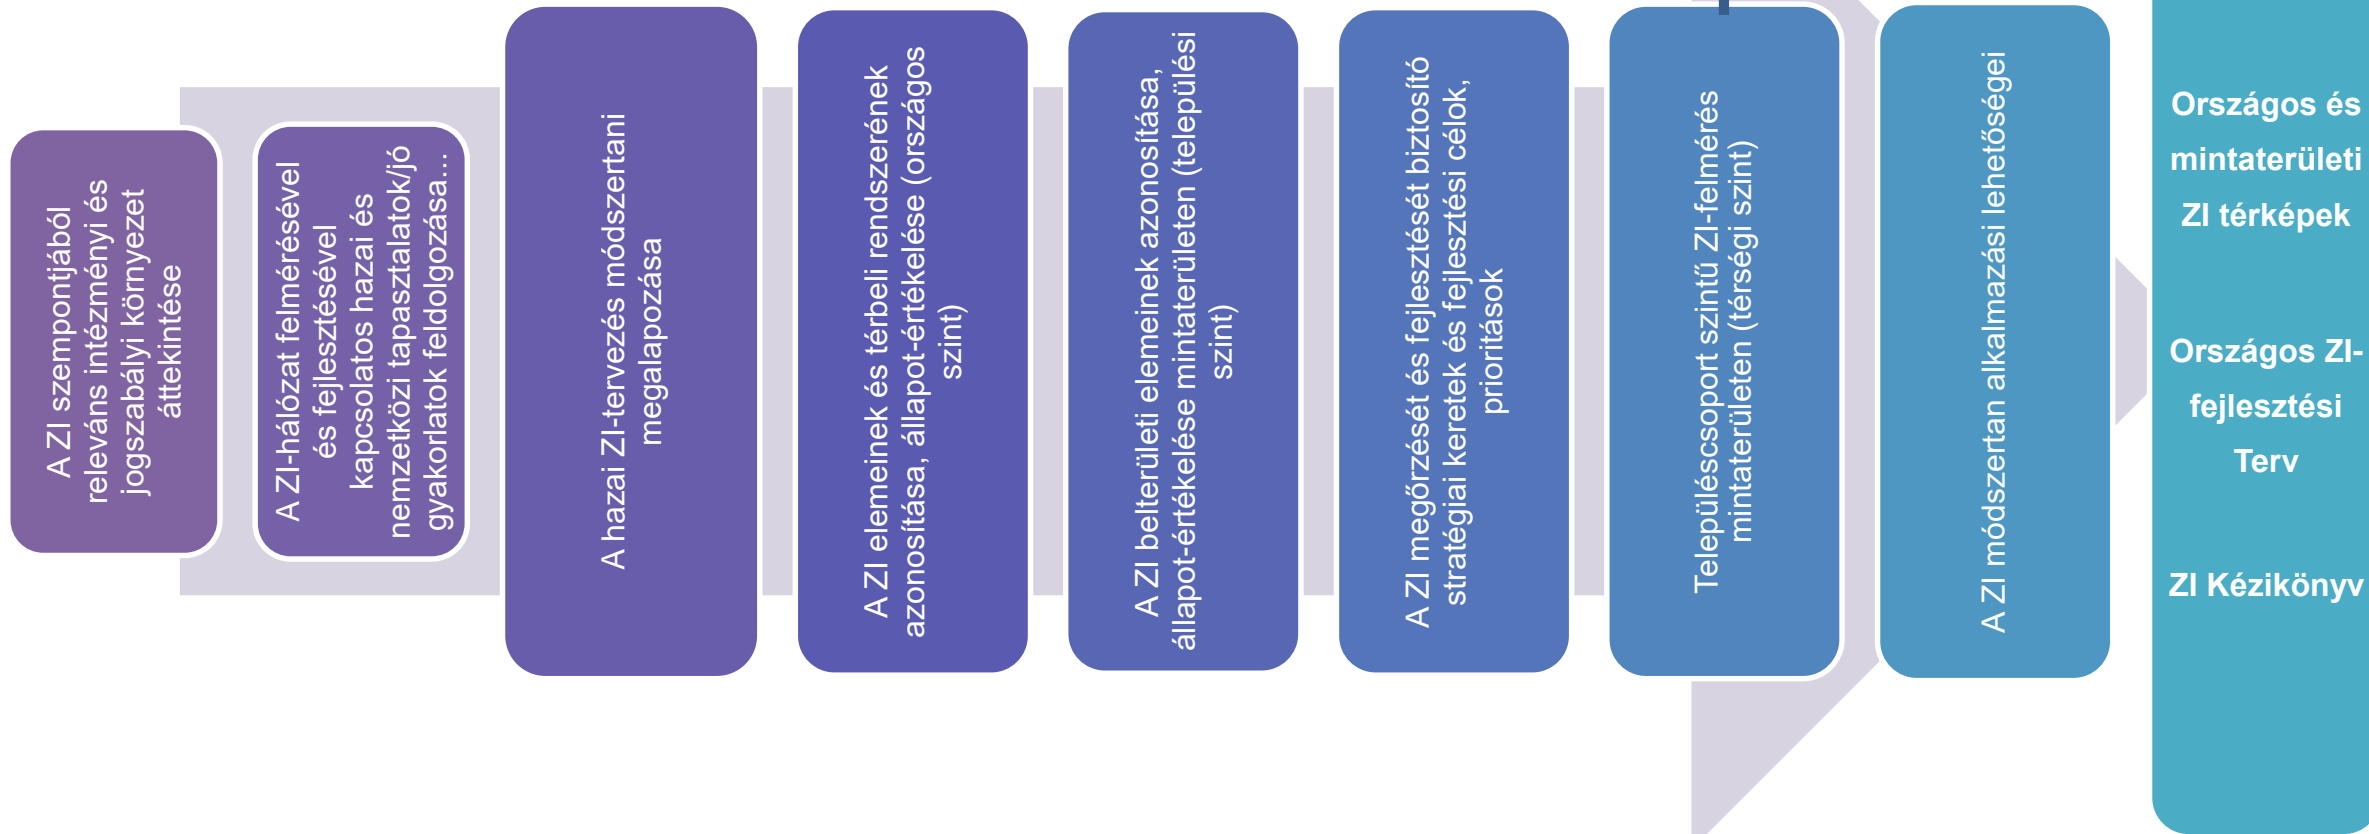 A ZI szempontjából
releváns intézményi és
jogszabályi környezet
áttekintése
A ZI-hálózat felmérésével
és fejlesztésével
kapcsolatos hazai és
nemzetközi tapasztalatok/jó
gyakorlatok feldolgozása...
A hazai ZI-tervezés módszertani
megalapozása
A ZI elemeinek és térbeli rendszerének
azonosítása, állapot-értékelése (országos
szint)
A ZI belterületi elemeinek azonosítása,
állapot-értékelése mintaterületen (települési
szint)
A ZI megőrzését és fejlesztését biztosító
stratégiai keretek és fejlesztési célok,
prioritások
Településcsoport szintű ZI-felmérés
mintaterületen (térségi szint)
A ZI módszertan alkalmazási lehetőségei
Országos és
mintaterületi
ZI térképek
Országos ZI-
fejlesztési
Terv
ZI Kézikönyv